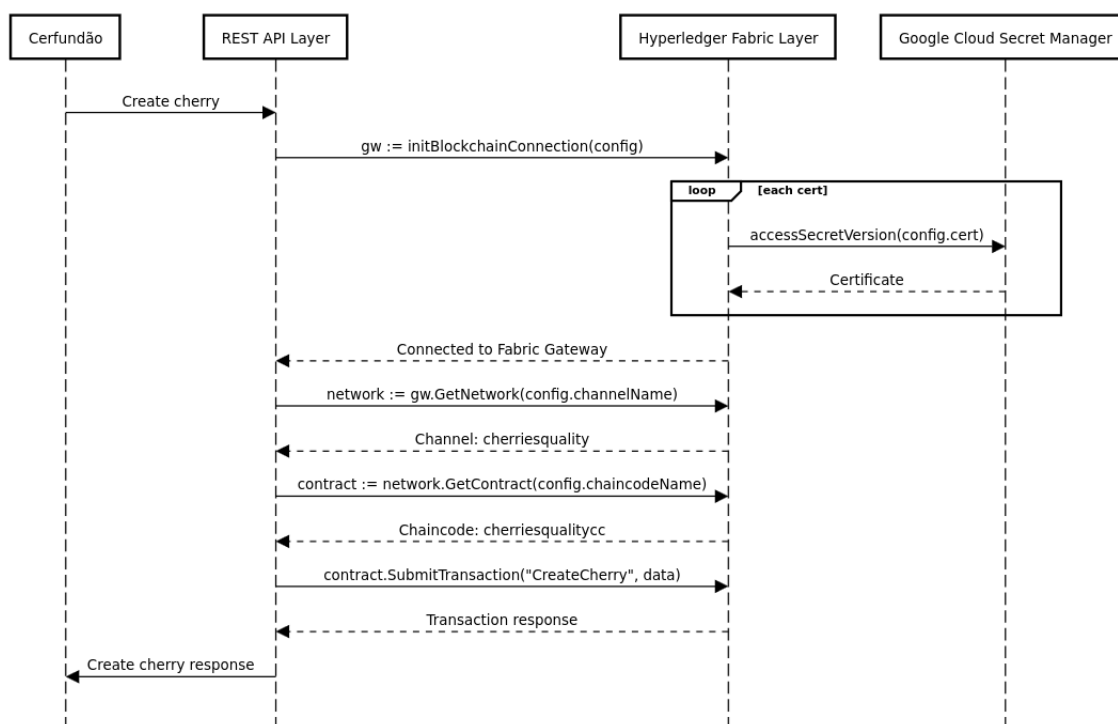 Cerfundão
REST API Layer
Hyperledger Fabric Layer
Google Cloud Secret Manager
Create cherry
gw := initBlockchainConnection(config)
loop
[each cert]
accessSecretVersion(config.cert)
Certificate
Connected to Fabric Gateway
network := gw.GetNetwork(config.channelName)
Channel: cherriesquality
contract := network.GetContract(config.chaincodeName)
Chaincode: cherriesqualitycc
contract.SubmitTransaction("CreateCherry", data)
Transaction response
Create cherry response